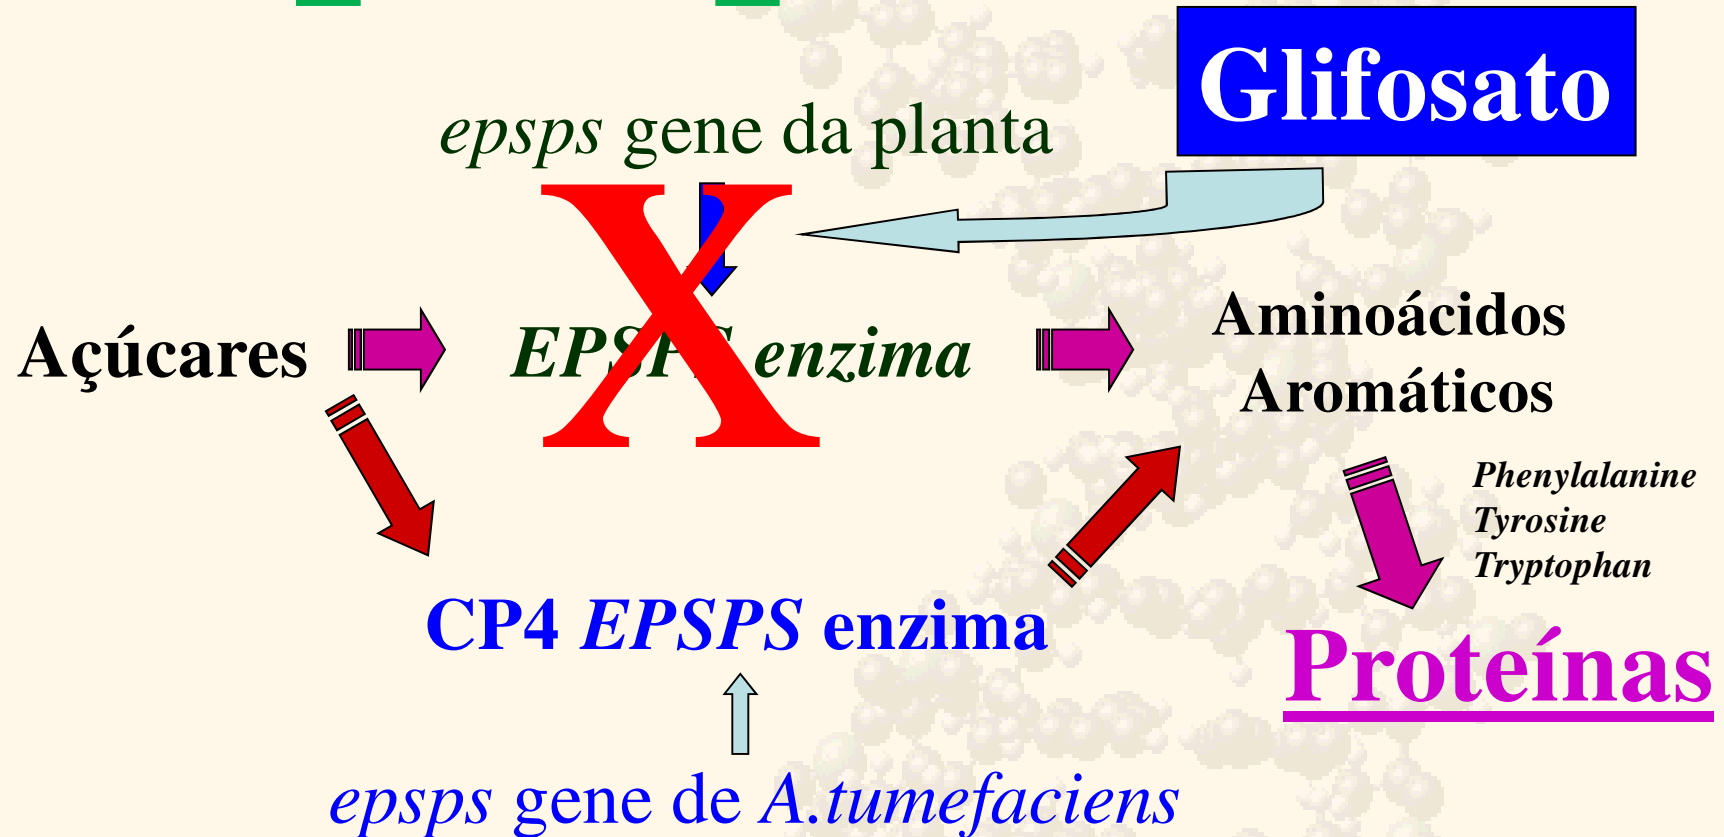 Glifosato
epsps gene da planta
X
Açúcares
EPSPS enzima
Aminoácidos
Aromáticos
Phenylalanine
Tyrosine
Tryptophan
CP4 EPSPS enzima
Proteínas
epsps gene de A.tumefaciens